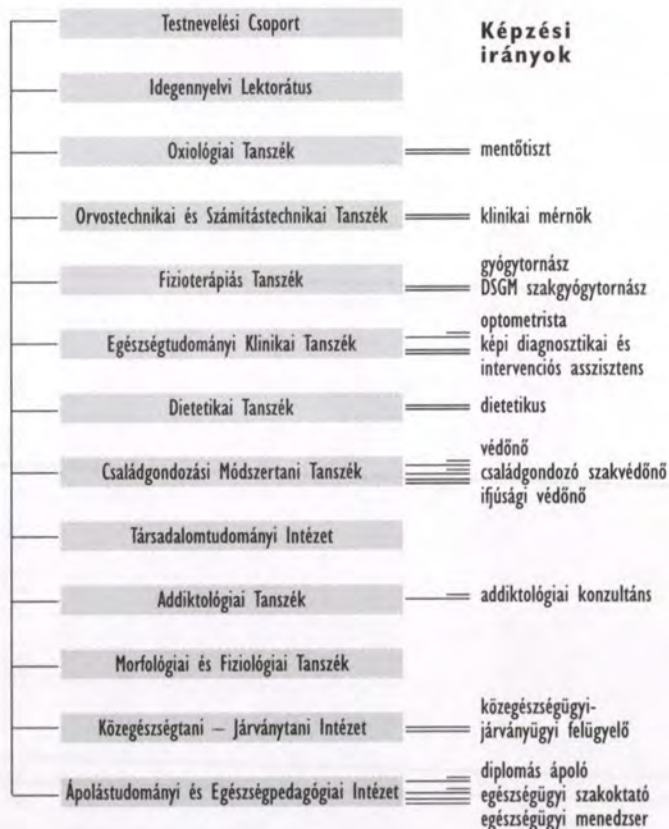 Testnevelési Csoport
Képzési
irányok
Idegennyelvi Lektorátus
Oxiológiai Tanszék
mentőtiszt
Orvostechnikai és Számítástechnikai Tanszék
klinikai mérnök
Fizioterápiás Tanszék
gyógytornász
DSGM szakgyógytornász
Egészségtudományi Klinikai Tanszék
optometrista
képi diagnosztikai és
intervenciós asszisztens
Dietetikai Tanszék
dietetikus
Családgondozási Módszertani Tanszék
védőnő
családgondozó szakvédőnő
ifjúsági védőnő
Társadalomtudományi Intézet
Addiktológiai Tanszék
addiktológiai konzultáns
Morfológiai és Fiziológiai Tanszék
Közegészségtani – Járványtani Intézet
közegészségügyi-
járványügyi felügyelő
Ápolástudományi és Egészségpedagógiai Intézet
diplomás ápoló
egészségügyi szakoktató
egészségügyi menedzser